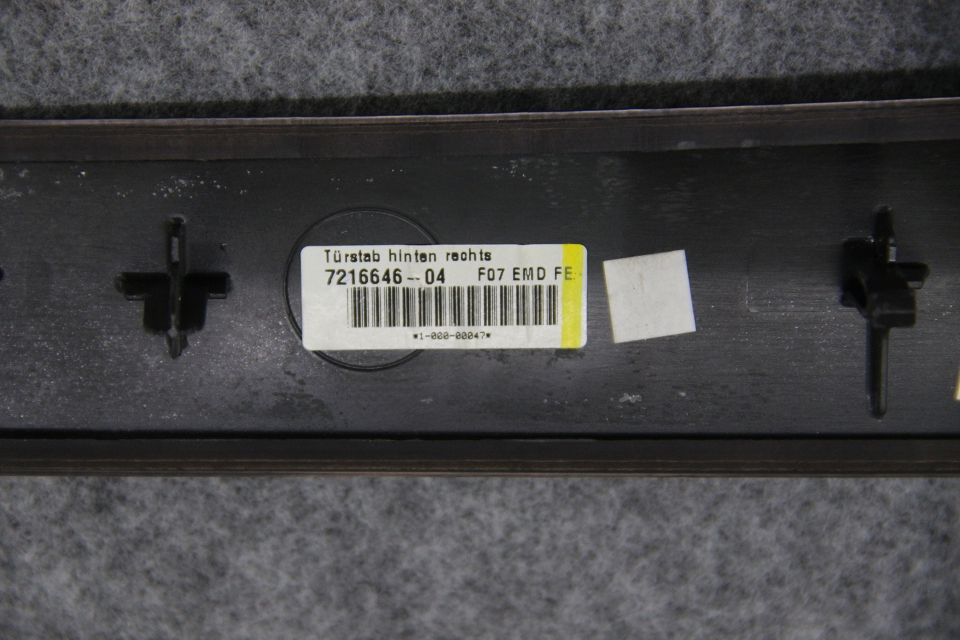 Türstab hinten rechts
7216646-04 F07 EMD FE
*1-000-00047*